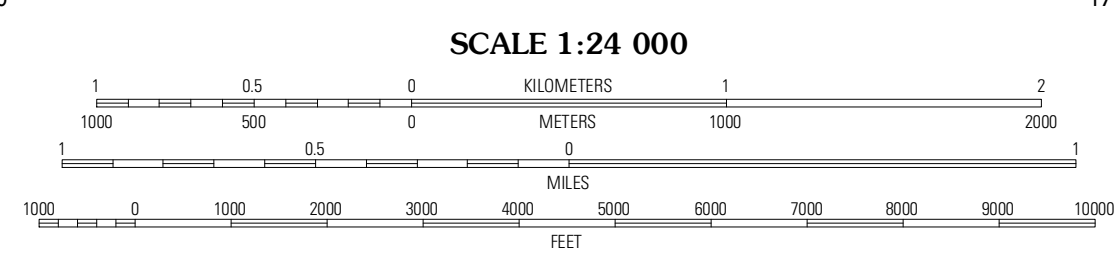 SCALE 1:24 000
1 0.5 0 KILOMETERS 1 2
1000 500 0 METERS 1000 2000
1 0.5 0 1
MILES
1000 0 1000 2000 3000 4000 5000 6000 7000 8000 9000 10000
FEET